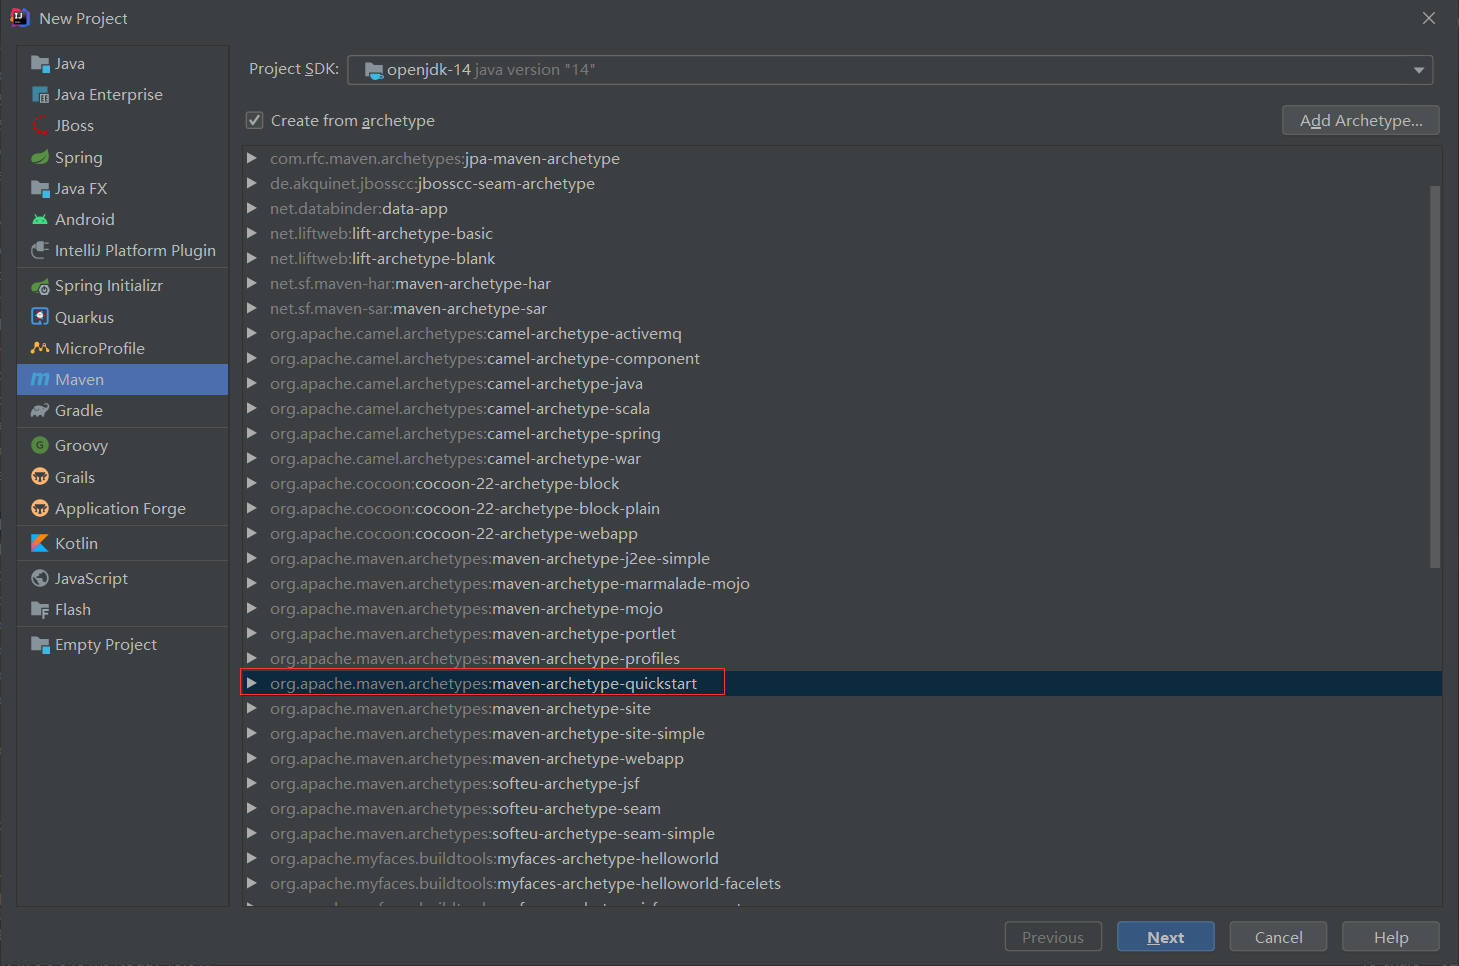 New Project
Java
Java Enterprise
JBoss
Spring
Java FX
Android
IntelliJ Platform Plugin
Spring Initializr
Quarkus
MicroProfile
Maven
Gradle
Groovy
Grails
Application Forge
Kotlin
JavaScript
Flash
Empty Project
Project SDK: openjdk-14 java version "14"
Create from archetype
Add Archetype...
com.rfc.maven.archetypes:jpa-maven-archetype
de.akquinet.jbosscc:jbosscc-seam-archetype
net.databinder:data-app
net.liftweb:lift-archetype-basic
net.liftweb:lift-archetype-blank
net.sf.maven-har:maven-archetype-har
net.sf.maven-sar:maven-archetype-sar
org.apache.camel.archetypes:camel-archetype-activemq
org.apache.camel.archetypes:camel-archetype-component
org.apache.camel.archetypes:camel-archetype-java
org.apache.camel.archetypes:camel-archetype-scala
org.apache.camel.archetypes:camel-archetype-spring
org.apache.camel.archetypes:camel-archetype-war
org.apache.cocoon:cocoon-22-archetype-block
org.apache.cocoon:cocoon-22-archetype-block-plain
org.apache.cocoon:cocoon-22-archetype-webapp
org.apache.maven.archetypes:maven-archetype-j2ee-simple
org.apache.maven.archetypes:maven-archetype-marmalade-mojo
org.apache.maven.archetypes:maven-archetype-mojo
org.apache.maven.archetypes:maven-archetype-portlet
org.apache.maven.archetypes:maven-archetype-profiles
org.apache.maven.archetypes:maven-archetype-quickstart
org.apache.maven.archetypes:maven-archetype-site
org.apache.maven.archetypes:maven-archetype-site-simple
org.apache.maven.archetypes:maven-archetype-webapp
org.apache.maven.archetypes:softeu-archetype-jsf
org.apache.maven.archetypes:softeu-archetype-seam
org.apache.maven.archetypes:softeu-archetype-seam-simple
org.apache.myfaces.buildtools:myfaces-archetype-helloworld
org.apache.myfaces.buildtools:myfaces-archetype-helloworld-facelets
Previous
Next
Cancel
Help